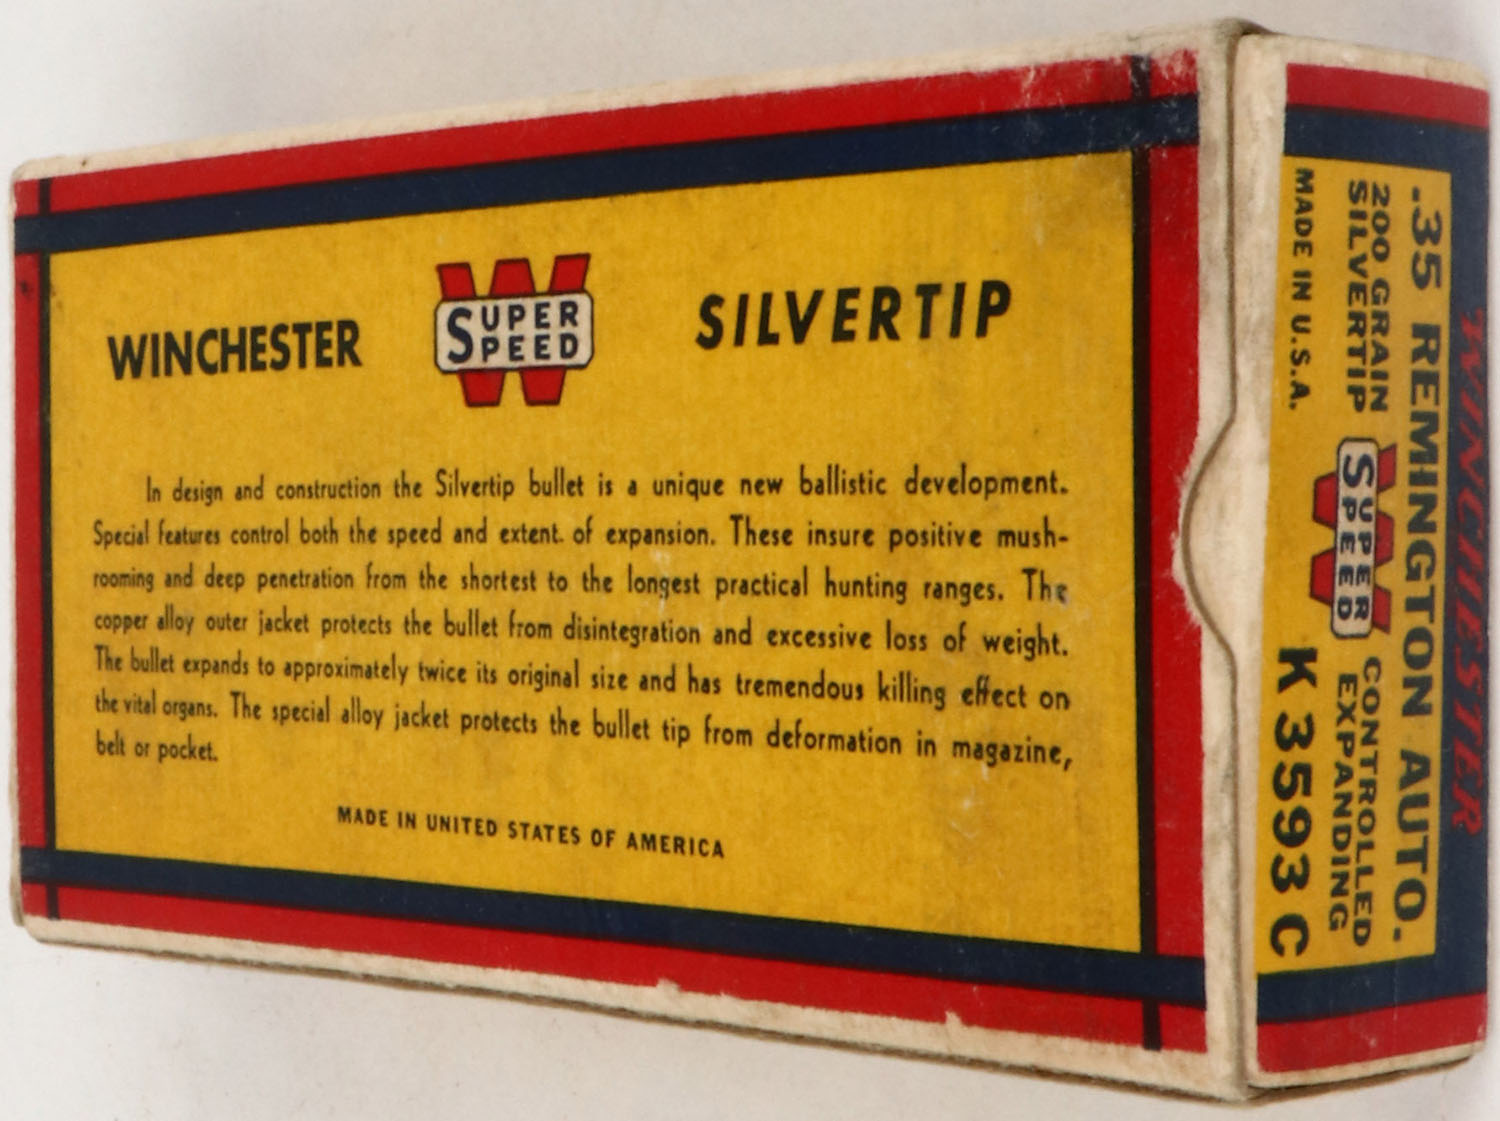 WINCHESTER
SUPER
SPEED
SILVERTIP
In design and construction the Silvertip bullet is a unique new ballistic development.
Special features control both the speed and extent. of expansion. These insure positive mush-
rooming and deep penetration from the shortest to the longest practical hunting ranges. The
copper alloy outer jacket protects the bullet from disintegration and excessive loss of weight.
The bullet expands to approximately twice its original size and has tremendous killing effect on
the vital organs. The special alloy jacket protects the bullet tip from deformation in magazine,
belt or pocket.
MADE IN UNITED STATES OF AMERICA
WINCHESTER
.35 REMINGTON AUTO.
200 GRAIN
SILVERTIP
SUPER
SPEED
CONTROLLED
EXPANDING
MADE IN U.S.A.
K 3593 C